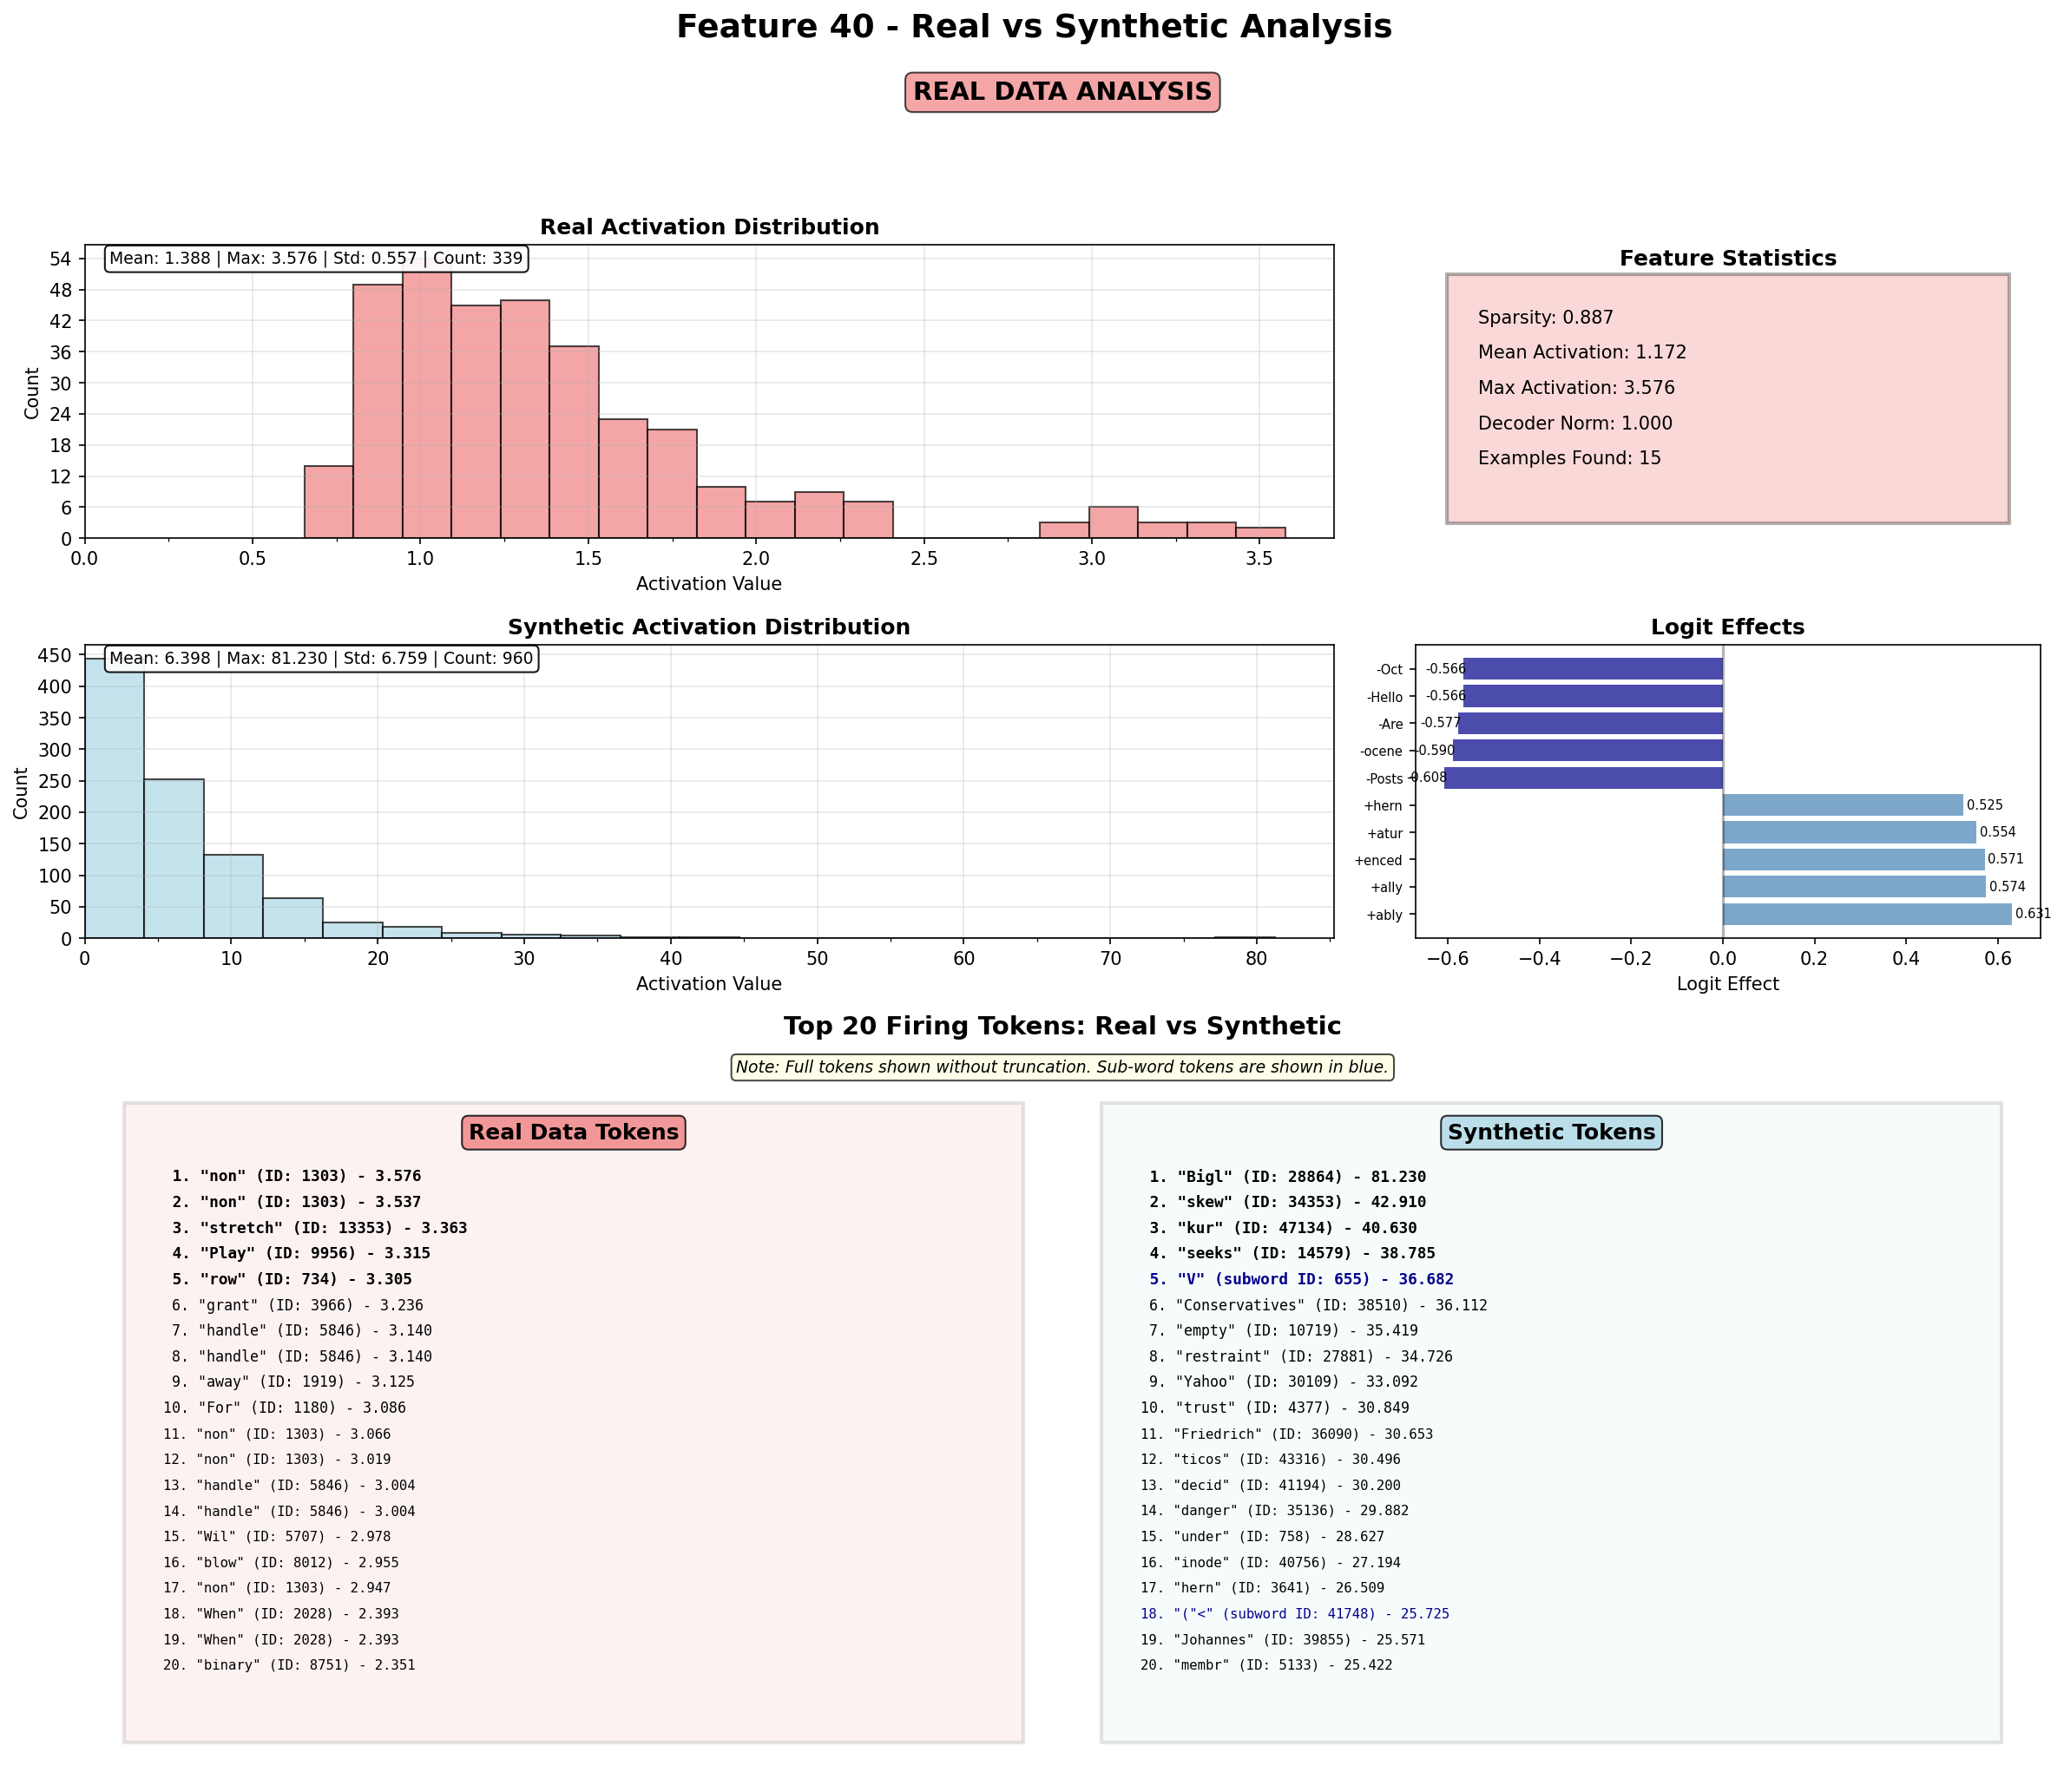 Feature 40 - Real vs Synthetic Analysis
REAL DATA ANALYSIS
Real Activation Distribution
Mean: 1.388 | Max: 3.576 | Std: 0.557 | Count: 339
Count
54
48
42
36
30
24
18
12
6
0
0.0 0.5 1.0 1.5 2.0 2.5 3.0 3.5
Activation Value
Feature Statistics
Sparsity: 0.887
Mean Activation: 1.172
Max Activation: 3.576
Decoder Norm: 1.000
Examples Found: 15
Synthetic Activation Distribution
Mean: 6.398 | Max: 81.230 | Std: 6.759 | Count: 960
Count
450
400
350
300
250
200
150
100
50
0
0 10 20 30 40 50 60 70 80
Activation Value
Logit Effects
-Oct -0.566
-Hello -0.566
-Are -0.577
-ocene -0.590
-Posts -0.608
+hern 0.525
+atur 0.554
+enced 0.571
+ally 0.574
+ably 0.631
−0.6 −0.4 −0.2 0.0 0.2 0.4 0.6
Logit Effect
Top 20 Firing Tokens: Real vs Synthetic
Note: Full tokens shown without truncation. Sub-word tokens are shown in blue.
Real Data Tokens
1. "non" (ID: 1303) - 3.576
2. "non" (ID: 1303) - 3.537
3. "stretch" (ID: 13353) - 3.363
4. "Play" (ID: 9956) - 3.315
5. "row" (ID: 734) - 3.305
6. "grant" (ID: 3966) - 3.236
7. "handle" (ID: 5846) - 3.140
8. "handle" (ID: 5846) - 3.140
9. "away" (ID: 1919) - 3.125
10. "For" (ID: 1180) - 3.086
11. "non" (ID: 1303) - 3.066
12. "non" (ID: 1303) - 3.019
13. "handle" (ID: 5846) - 3.004
14. "handle" (ID: 5846) - 3.004
15. "Wil" (ID: 5707) - 2.978
16. "blow" (ID: 8012) - 2.955
17. "non" (ID: 1303) - 2.947
18. "When" (ID: 2028) - 2.393
19. "When" (ID: 2028) - 2.393
20. "binary" (ID: 8751) - 2.351
Synthetic Tokens
1. "Bigl" (ID: 28864) - 81.230
2. "skew" (ID: 34353) - 42.910
3. "kur" (ID: 47134) - 40.630
4. "seeks" (ID: 14579) - 38.785
5. "V" (subword ID: 655) - 36.682
6. "Conservatives" (ID: 38510) - 36.112
7. "empty" (ID: 10719) - 35.419
8. "restraint" (ID: 27881) - 34.726
9. "Yahoo" (ID: 30109) - 33.092
10. "trust" (ID: 4377) - 30.849
11. "Friedrich" (ID: 36090) - 30.653
12. "ticos" (ID: 43316) - 30.496
13. "decid" (ID: 41194) - 30.200
14. "danger" (ID: 35136) - 29.882
15. "under" (ID: 758) - 28.627
16. "inode" (ID: 40756) - 27.194
17. "hern" (ID: 3641) - 26.509
18. "("<" (subword ID: 41748) - 25.725
19. "Johannes" (ID: 39855) - 25.571
20. "membr" (ID: 5133) - 25.422